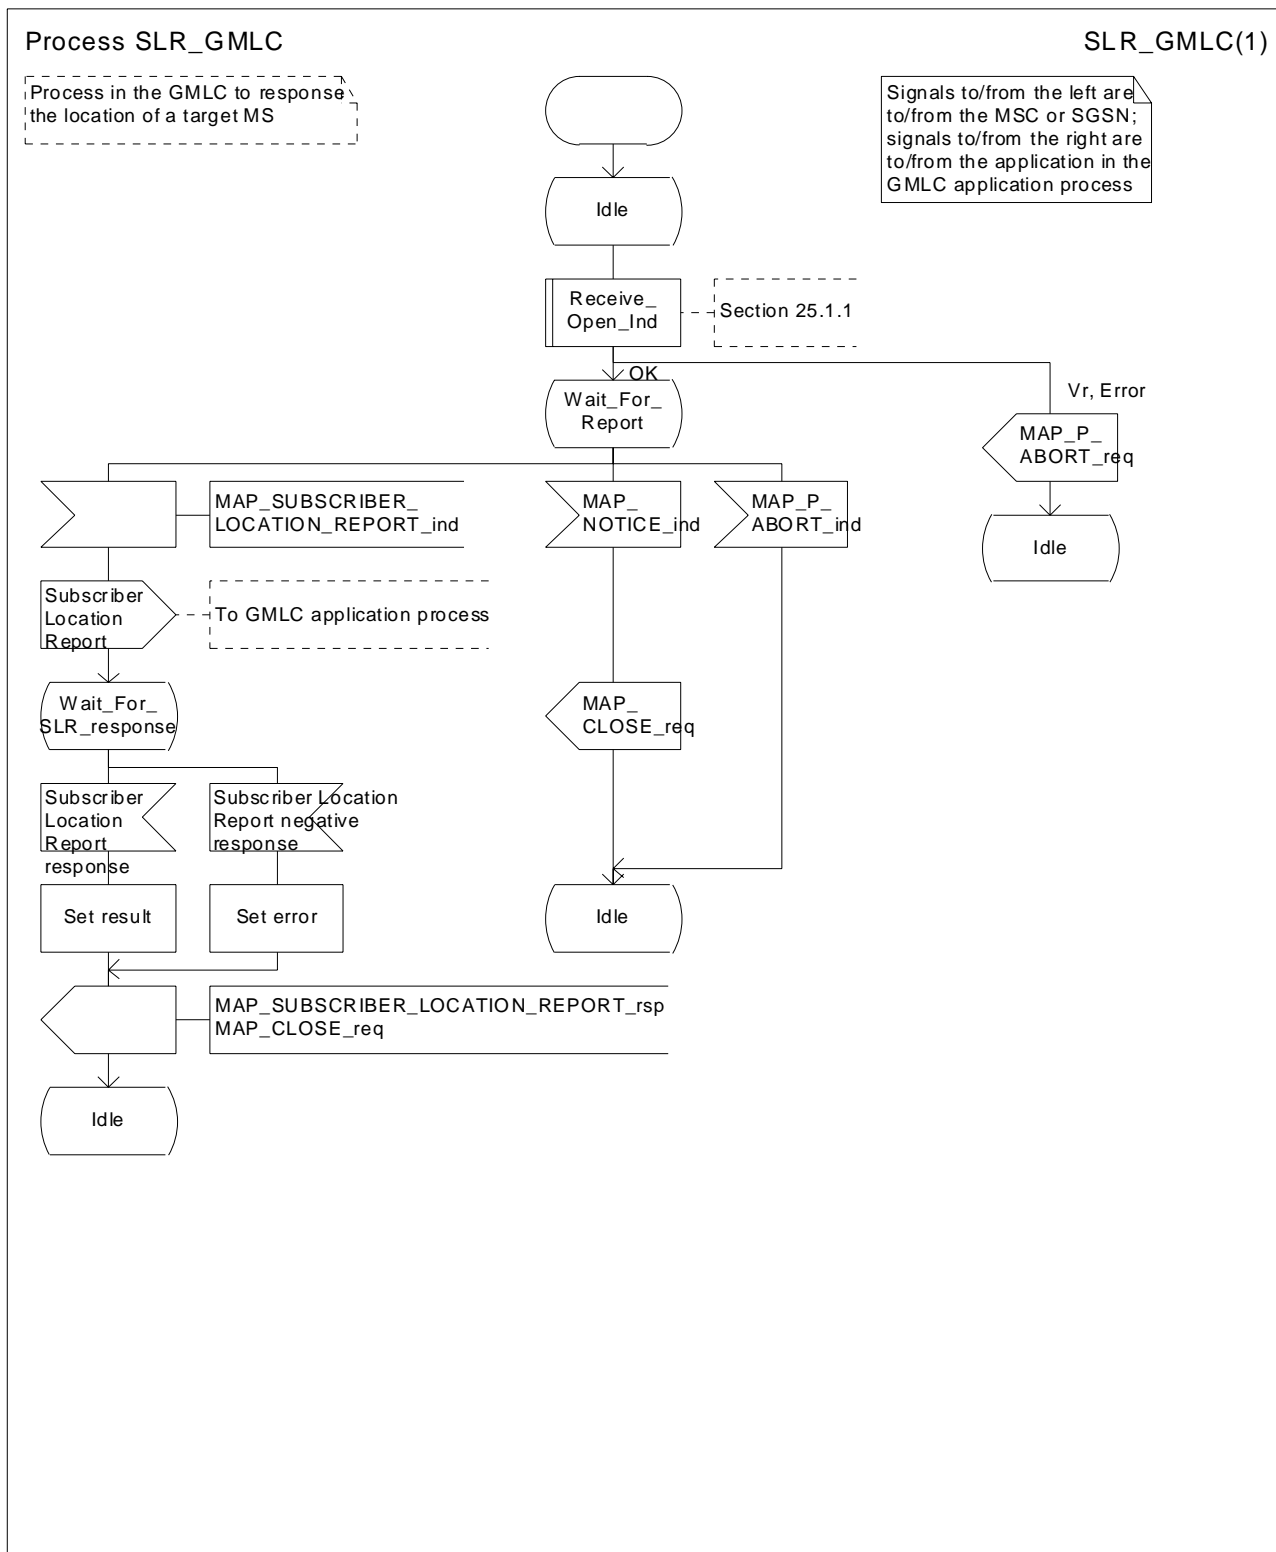 Process SLR_GMLC
SLR_GMLC(1)
Process in the GMLC to response
the location of a target MS
Signals to/from the left are
to/from the MSC or SGSN;
signals to/from the right are
to/from the application in the
GMLC application process
Idle
Receive_
Open_Ind
Section 25.1.1
OK
Vr, Error
Wait_For_
Report
MAP_P_
ABORT_req
Idle
MAP_SUBSCRIBER_
LOCATION_REPORT_ind
MAP_
NOTICE_ind
MAP_P_
ABORT_ind
Subscriber
Location
Report
To GMLC application process
Wait_For_
SLR_response
MAP_
CLOSE_req
Subscriber
Location
Report
response
Subscriber Location
Report negative
response
Set result
Set error
Idle
MAP_SUBSCRIBER_LOCATION_REPORT_rsp
MAP_CLOSE_req
Idle